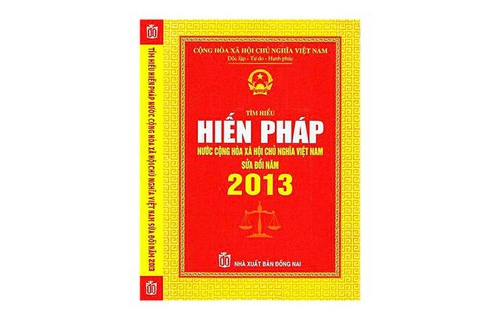 CỘNG HÒA XÃ HỘI CHỦ NGHĨA VIỆT NAM
Độc lập - Tự do - Hạnh phúc
TÌM HIỂU
HIẾN PHÁP
NƯỚC CỘNG HÒA XÃ HỘI CHỦ NGHĨA VIỆT NAM
SỬA ĐỔI NĂM
2013
NHÀ XUẤT BẢN ĐỒNG NAI
TÌM HIỂU HIẾN PHÁP NƯỚC CỘNG HÒA XÃ HỘI CHỦ NGHĨA VIỆT NAM SỬA ĐỔI NĂM 2013